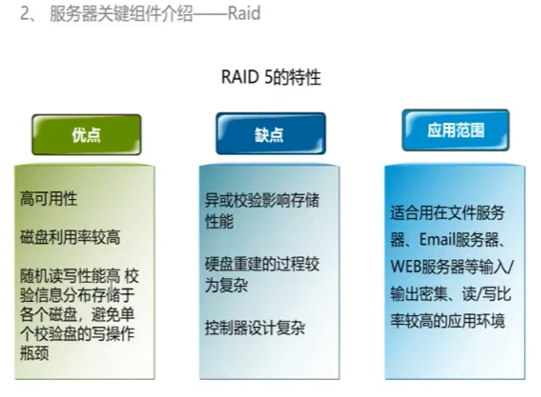 2、 服务器关键组件介绍——Raid
RAID 5的特性
优点
高可用性
磁盘利用率较高
随机读写性能高 校
验信息分布存储于
各个磁盘，避免单
个校验盘的写操作
瓶颈
缺点
异或校验影响存储
性能
硬盘重建的过程较
为复杂
控制器设计复杂
应用范围
适合用在文件服务
器、Email服务器、
WEB服务器等输入/
输出密集、读/写比
率较高的应用环境